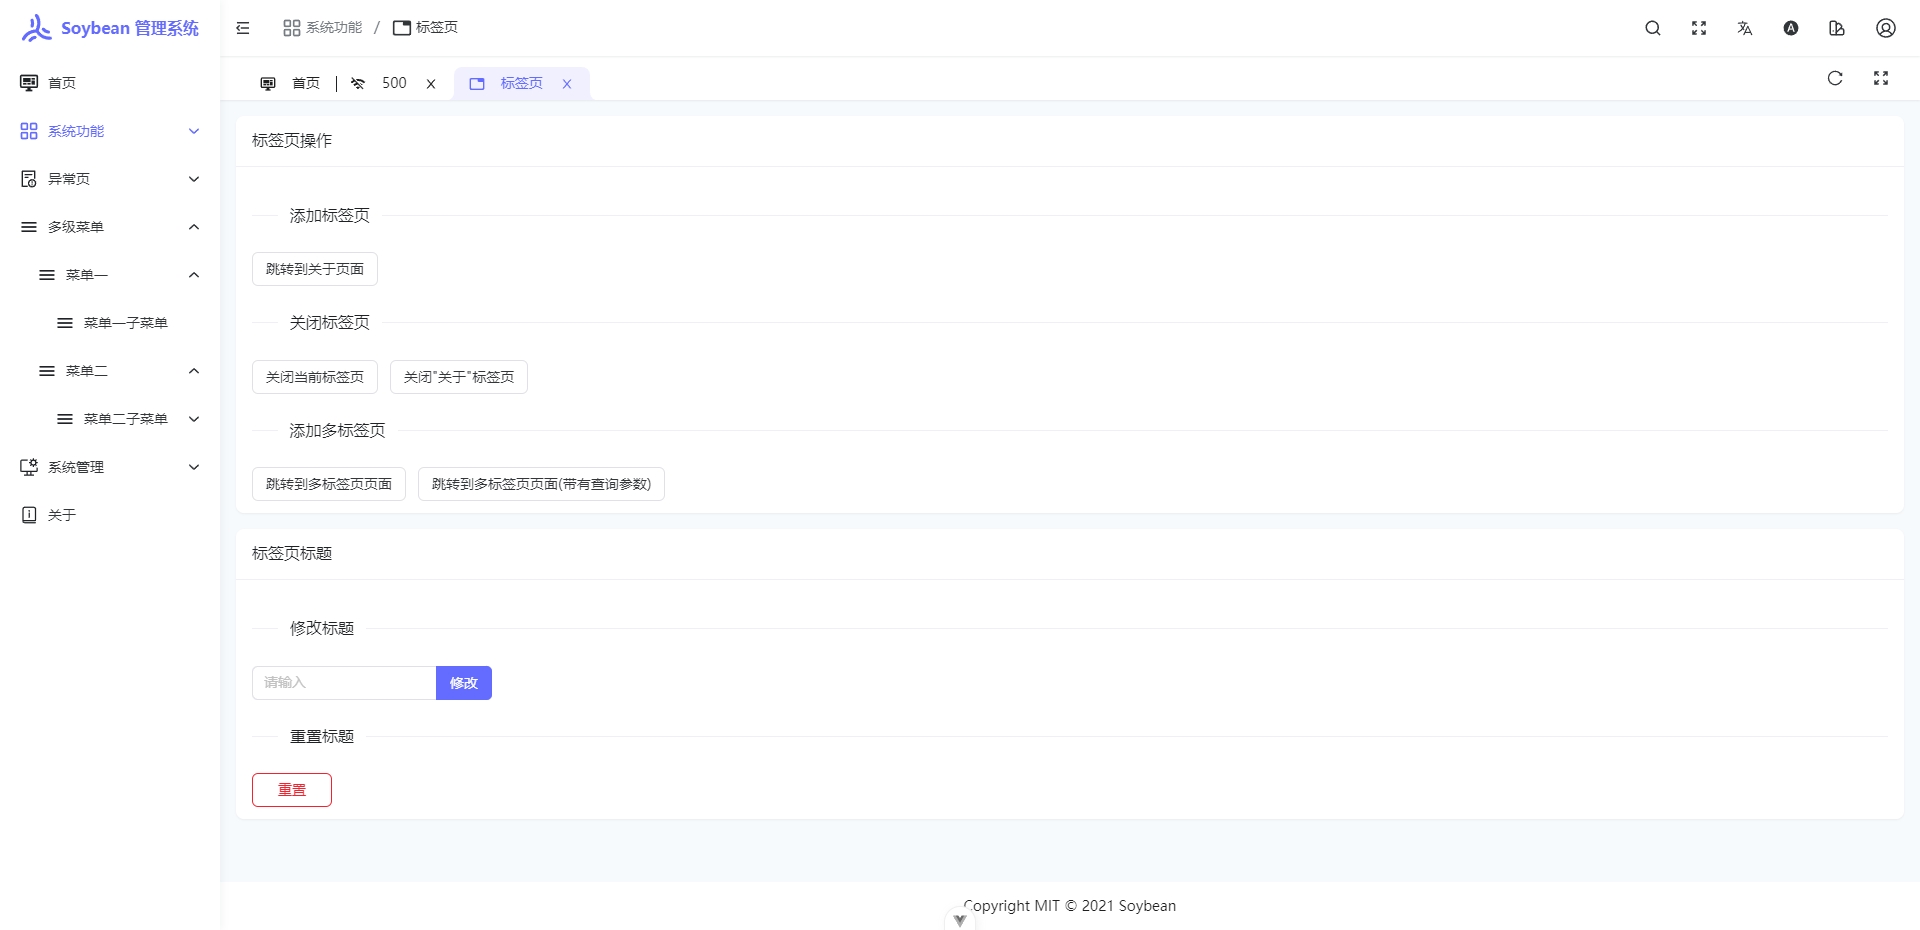 Soybean 管理系统
系统功能 / 标签页
首页
系统功能
异常页
多级菜单
菜单一
菜单一子菜单
菜单二
菜单二子菜单
系统管理
关于
首页 500 标签页
标签页操作
添加标签页
跳转到关于页面
关闭标签页
关闭当前标签页 关闭"关于"标签页
添加多标签页
跳转到多标签页页面 跳转到多标签页页面(带有查询参数)
标签页标题
修改标题
请输入 修改
重置标题
重置
Copyright MIT © 2021 Soybean